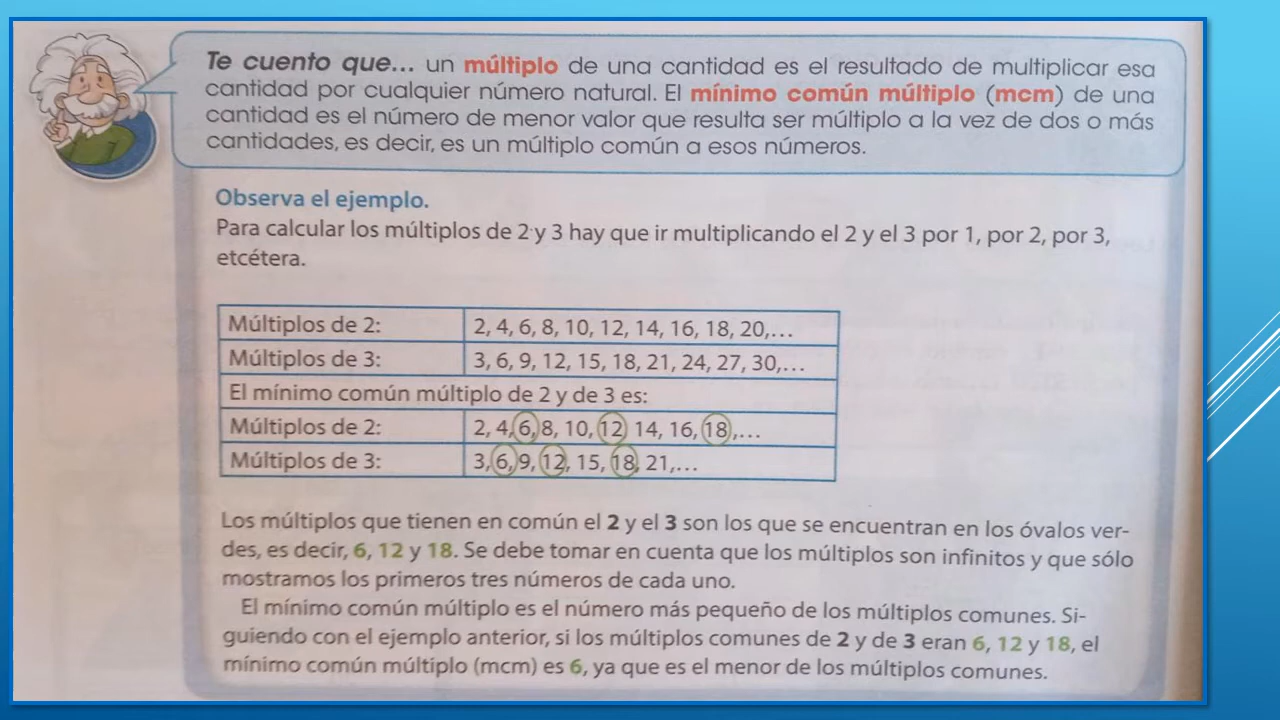 Te cuento que... un múltiplo de una cantidad es el resultado de multiplicar esa
cantidad por cualquier número natural. El mínimo común múltiplo (mcm) de una
cantidad es el número de menor valor que resulta ser múltiplo a la vez de dos o más
cantidades, es decir, es un múltiplo común a esos números.
Observa el ejemplo.
Para calcular los múltiplos de 2 y 3 hay que ir multiplicando el 2 y el 3 por 1, por 2, por 3,
etcétera.
Múltiplos de 2: 2, 4, 6, 8, 10, 12, 14, 16, 18, 20,...
Múltiplos de 3: 3, 6, 9, 12, 15, 18, 21, 24, 27, 30,...
El mínimo común múltiplo de 2 y de 3 es:
Múltiplos de 2: 2, 4, 6, 8, 10, 12, 14, 16, 18,...
Múltiplos de 3: 3, 6, 9, 12, 15, 18, 21,...
Los múltiplos que tienen en común el 2 y el 3 son los que se encuentran en los óvalos ver-
des, es decir, 6, 12 y 18. Se debe tomar en cuenta que los múltiplos son infinitos y que sólo
mostramos los primeros tres números de cada uno.
El mínimo común múltiplo es el número más pequeño de los múltiplos comunes. Si-
guiendo con el ejemplo anterior, si los múltiplos comunes de 2 y de 3 eran 6, 12 y 18, el
mínimo común múltiplo (mcm) es 6, ya que es el menor de los múltiplos comunes.